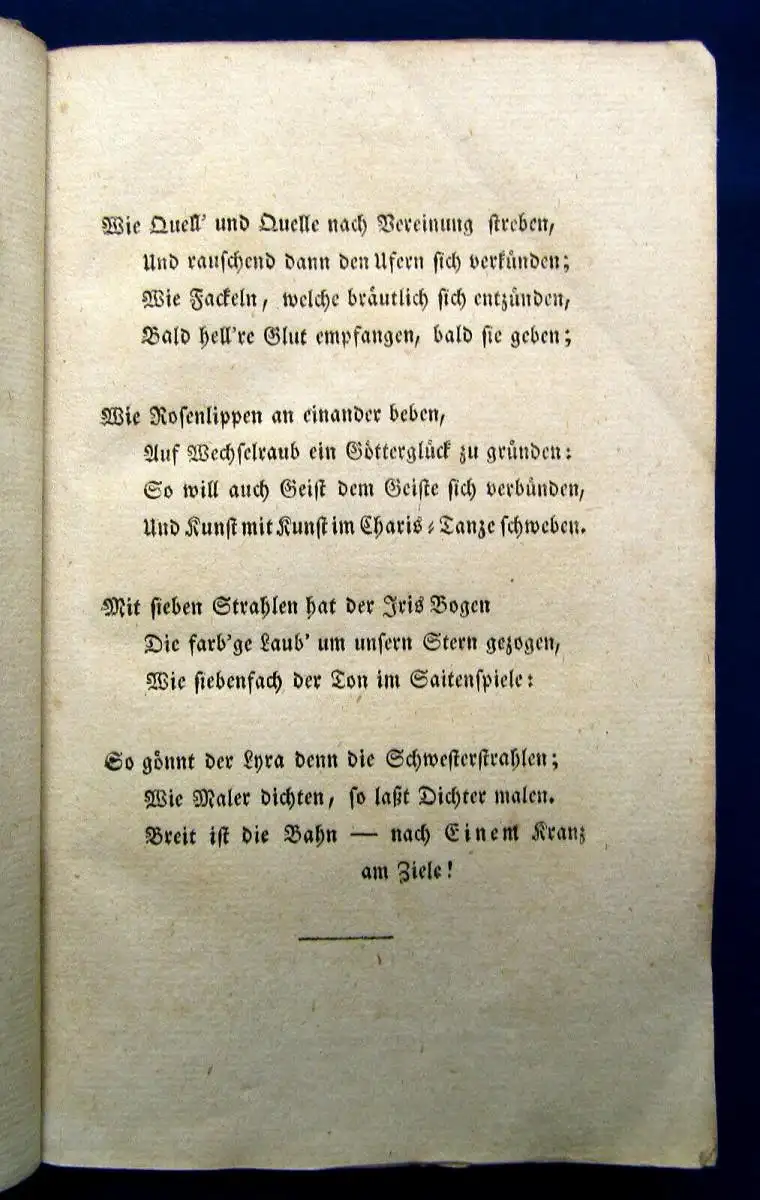 Wie Quell' und Quelle nach Vereinung streben,
Und rauschend dann den Ufern sich verkünden;
Wie Fackeln, welche bräutlich sich entzünden,
Bald hell're Glut empfangen, bald sie geben;
Wie Rosenlippen an einander beben,
Auf Wechselraub ein Götterglück zu gründen:
So will auch Geist dem Geiste sich verbünden,
Und Kunst mit Kunst im Charis-Tanze schweben.
Mit sieben Strahlen hat der Iris Bogen
Die farb'ge Laub' um unsern Stern gezogen,
Wie siebenfach der Ton im Saitenspiele:
So gönnt der Lyra denn die Schwesterstrahlen;
Wie Maler dichten, so laßt Dichter malen.
Breit ist die Bahn — nach Einem Kranz
am Ziele!